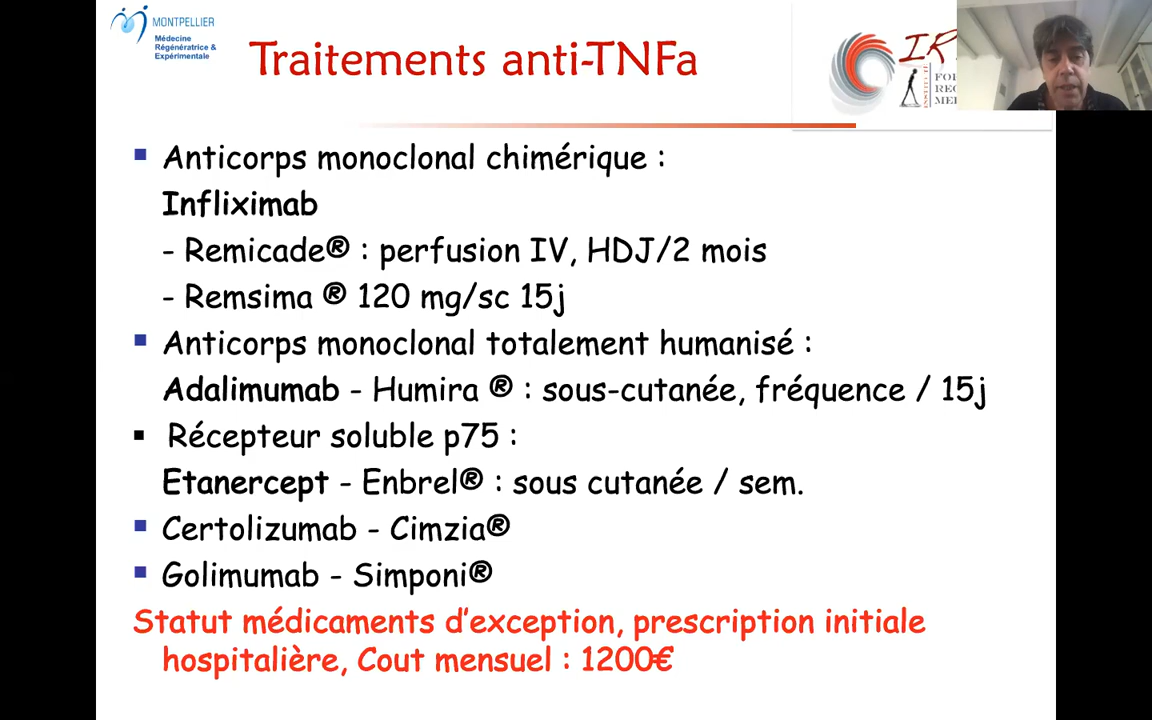 MONTPELLIER
Médecine
Régénératrice &
Expérimentale
Traitements anti-TNFa
Anticorps monoclonal chimérique :
Infliximab
- Remicade® : perfusion IV, HDJ/2 mois
- Remsima ® 120 mg/sc 15j
Anticorps monoclonal totalement humanisé :
Adalimumab - Humira ® : sous-cutanée, fréquence / 15j
Récepteur soluble p75 :
Etanercept - Enbrel® : sous cutanée / sem.
Certolizumab - Cimzia®
Golimumab - Simponi®
Statut médicaments d'exception, prescription initiale
hospitalière, Cout mensuel : 1200€